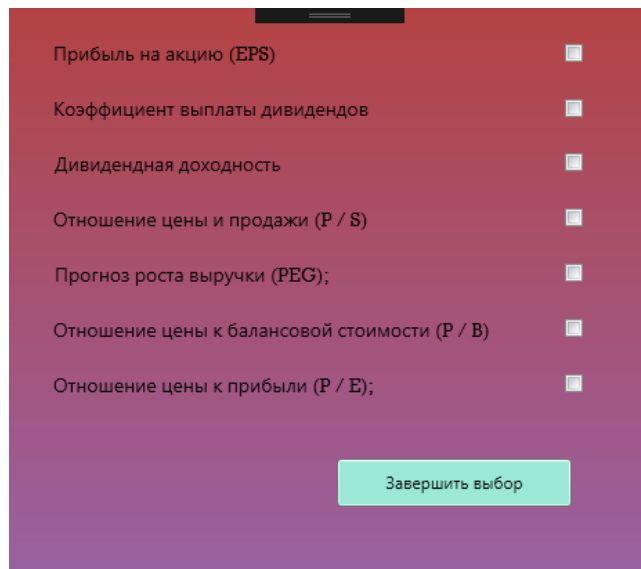 Прибыль на акцию (EPS)
Коэффициент выплаты дивидендов
Дивидендная доходность
Отношение цены и продажи (P / S)
Прогноз роста выручки (PEG);
Отношение цены к балансовой стоимости (P / B)
Отношение цены к прибыли (P / E);
Завершить выбор